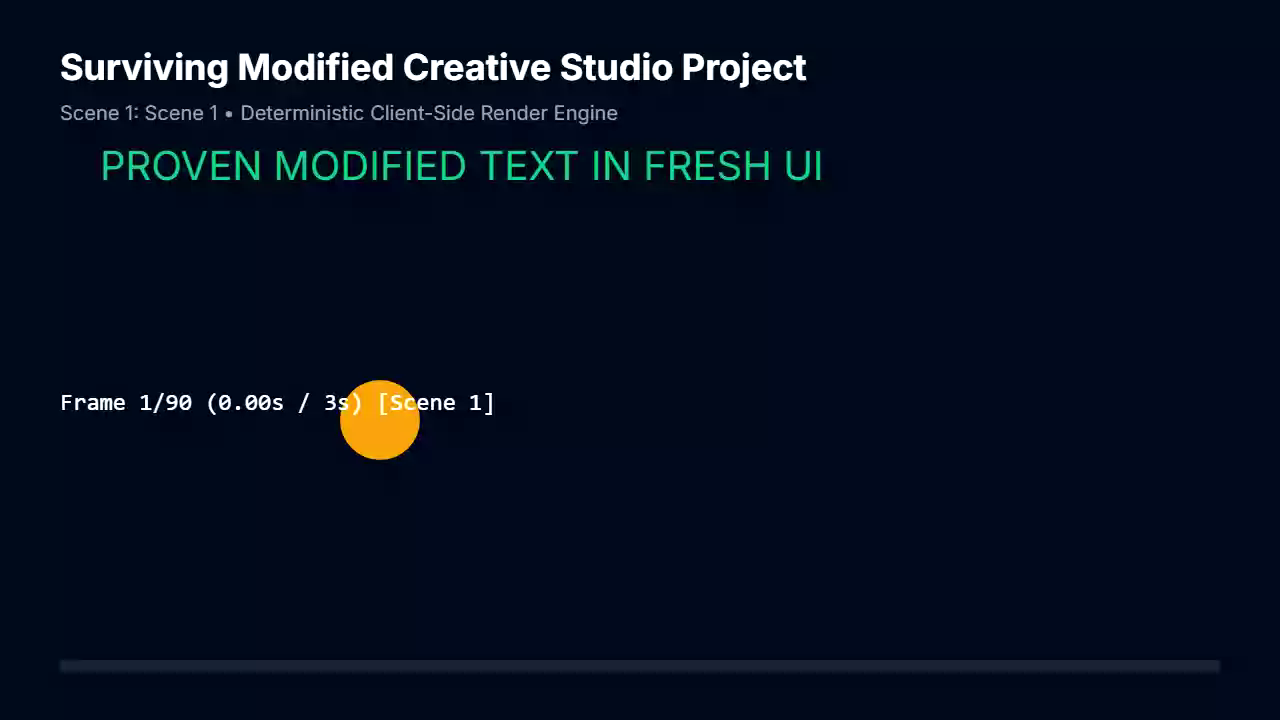 Surviving Modified Creative Studio Project
Scene 1: Scene 1 • Deterministic Client-Side Render Engine
PROVEN MODIFIED TEXT IN FRESH UI
Frame 1/90 (0.00s / 3s) [Scene 1]